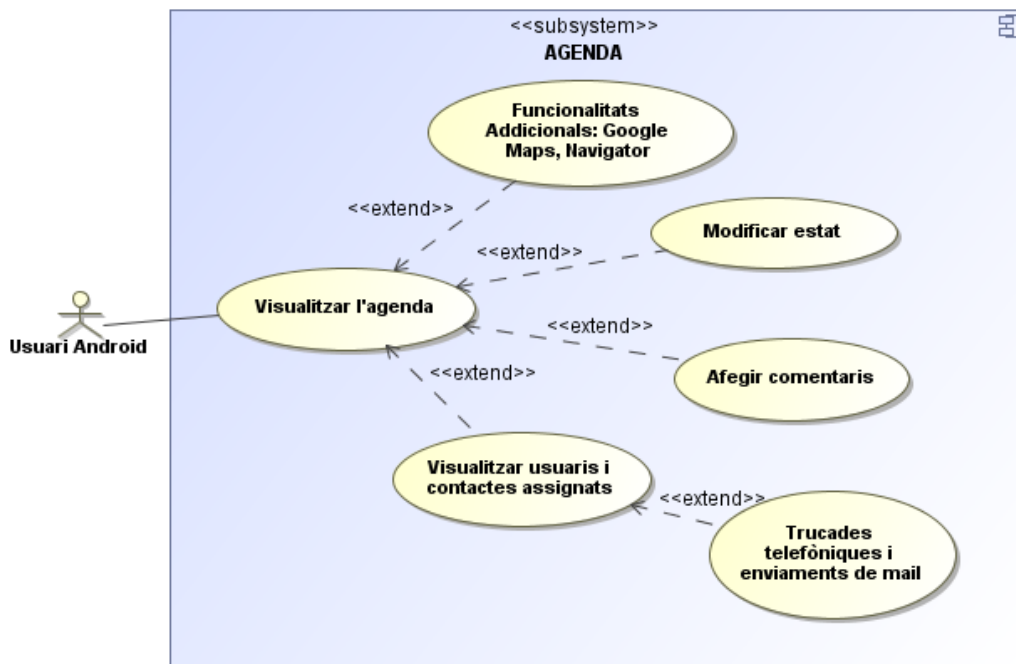 <<subsystem>>
AGENDA
Funcionalitats
Addicionals: Google
Maps, Navigator
<<extend>>
Modificar estat
<<extend>>
Visualitzar l'agenda
Usuari Android
<<extend>>
Afegir comentaris
<<extend>>
Visualitzar usuaris i
contactes assignats
<<extend>>
Trucades
telefòniques i
enviaments de mail